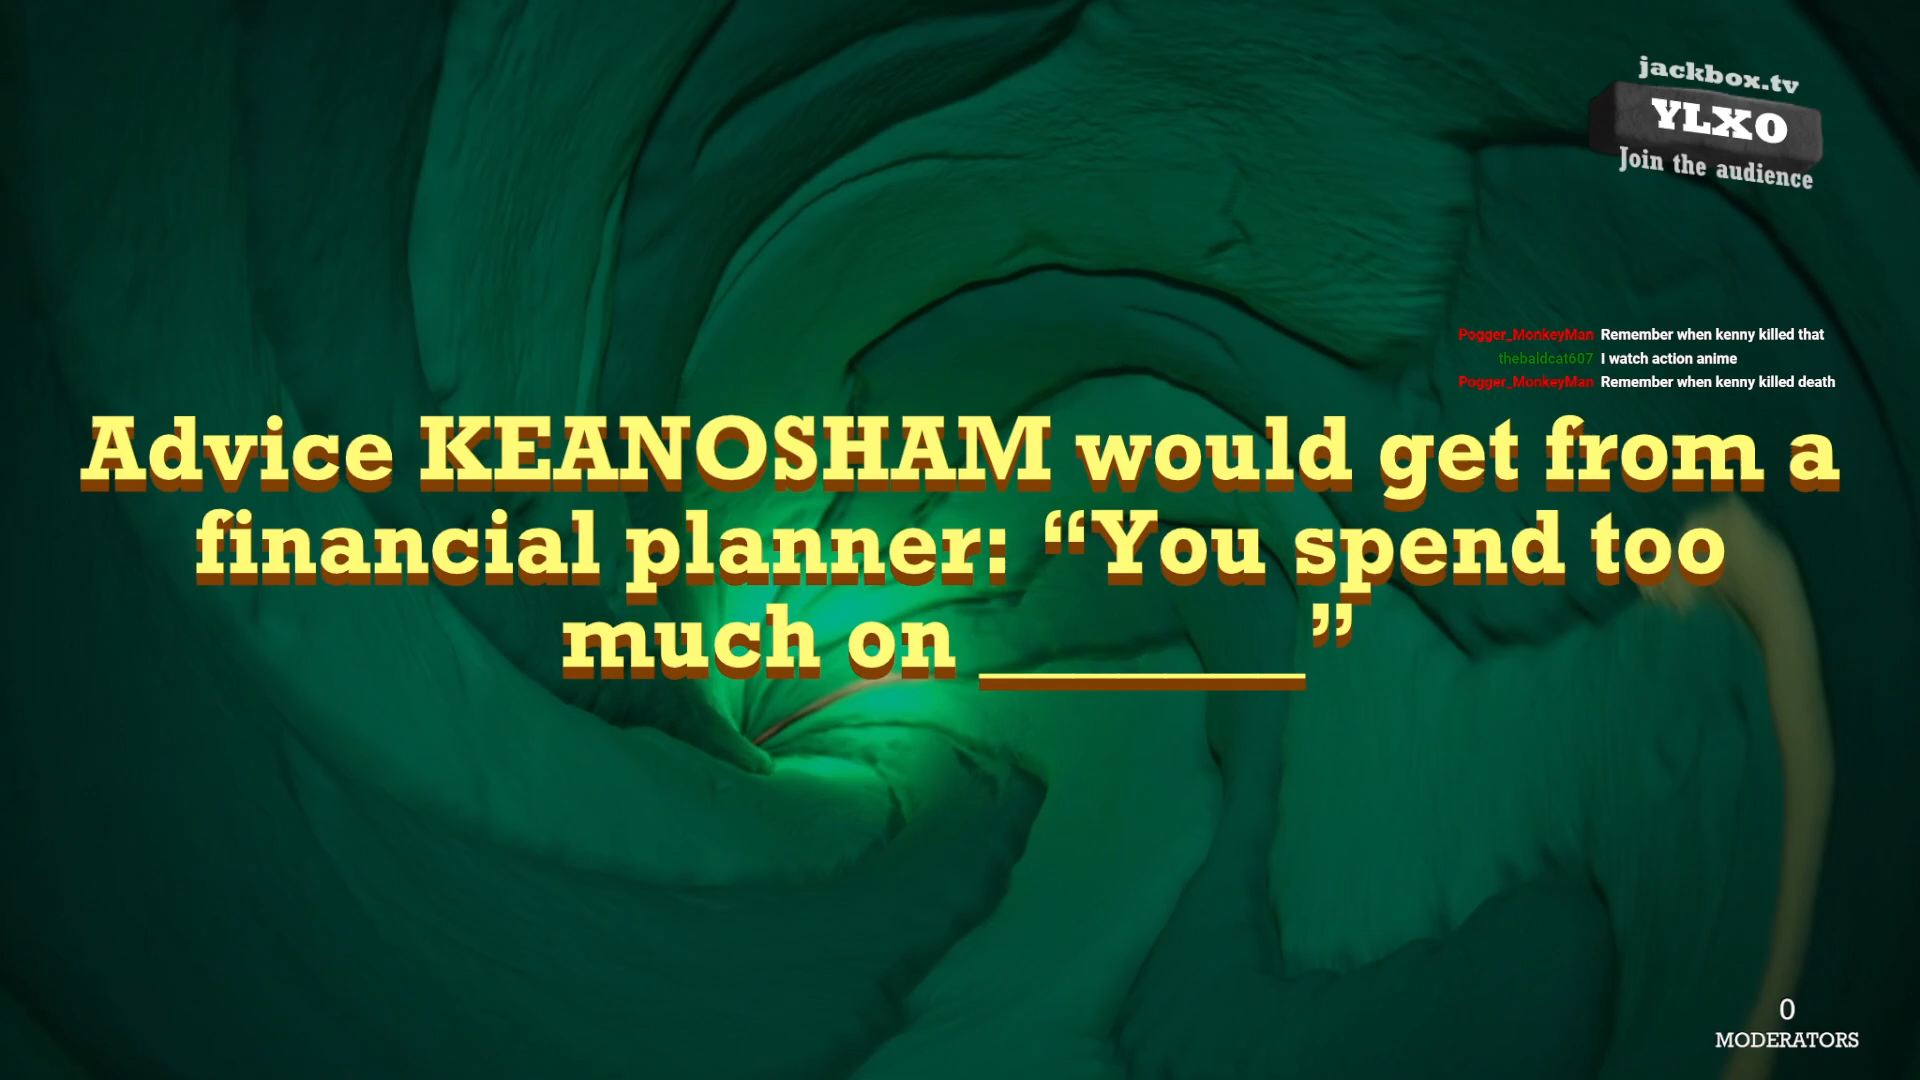 jackbox.tv
YLXO
Join the audience
Pogger_MonkeyMan Remember when kenny killed that
thebaldcat607 I watch action anime
Pogger_MonkeyMan Remember when kenny killed death
Advice KEANOSHAM would get from a
financial planner: “You spend too
much on ________”
0
MODERATORS